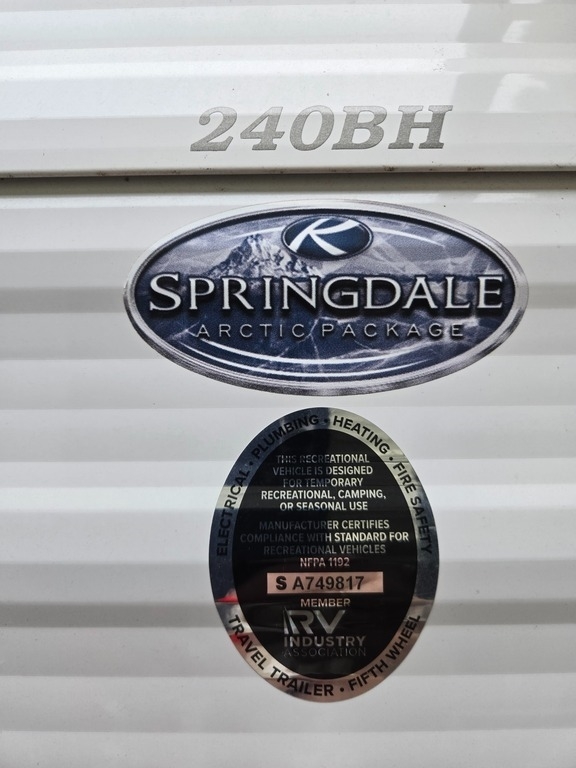 240BH
K
SPRINGDALE
ARCTIC PACKAGE
ELECTRICAL • PLUMBING • HEATING • FIRE SAFETY
THIS RECREATIONAL
VEHICLE IS DESIGNED
FOR TEMPORARY
RECREATIONAL, CAMPING,
OR SEASONAL USE
MANUFACTURER CERTIFIES
COMPLIANCE WITH STANDARD FOR
RECREATIONAL VEHICLES
NFPA 1192
S A749817
MEMBER
RV
INDUSTRY
ASSOCIATION
TRAVEL TRAILER • FIFTH WHEEL